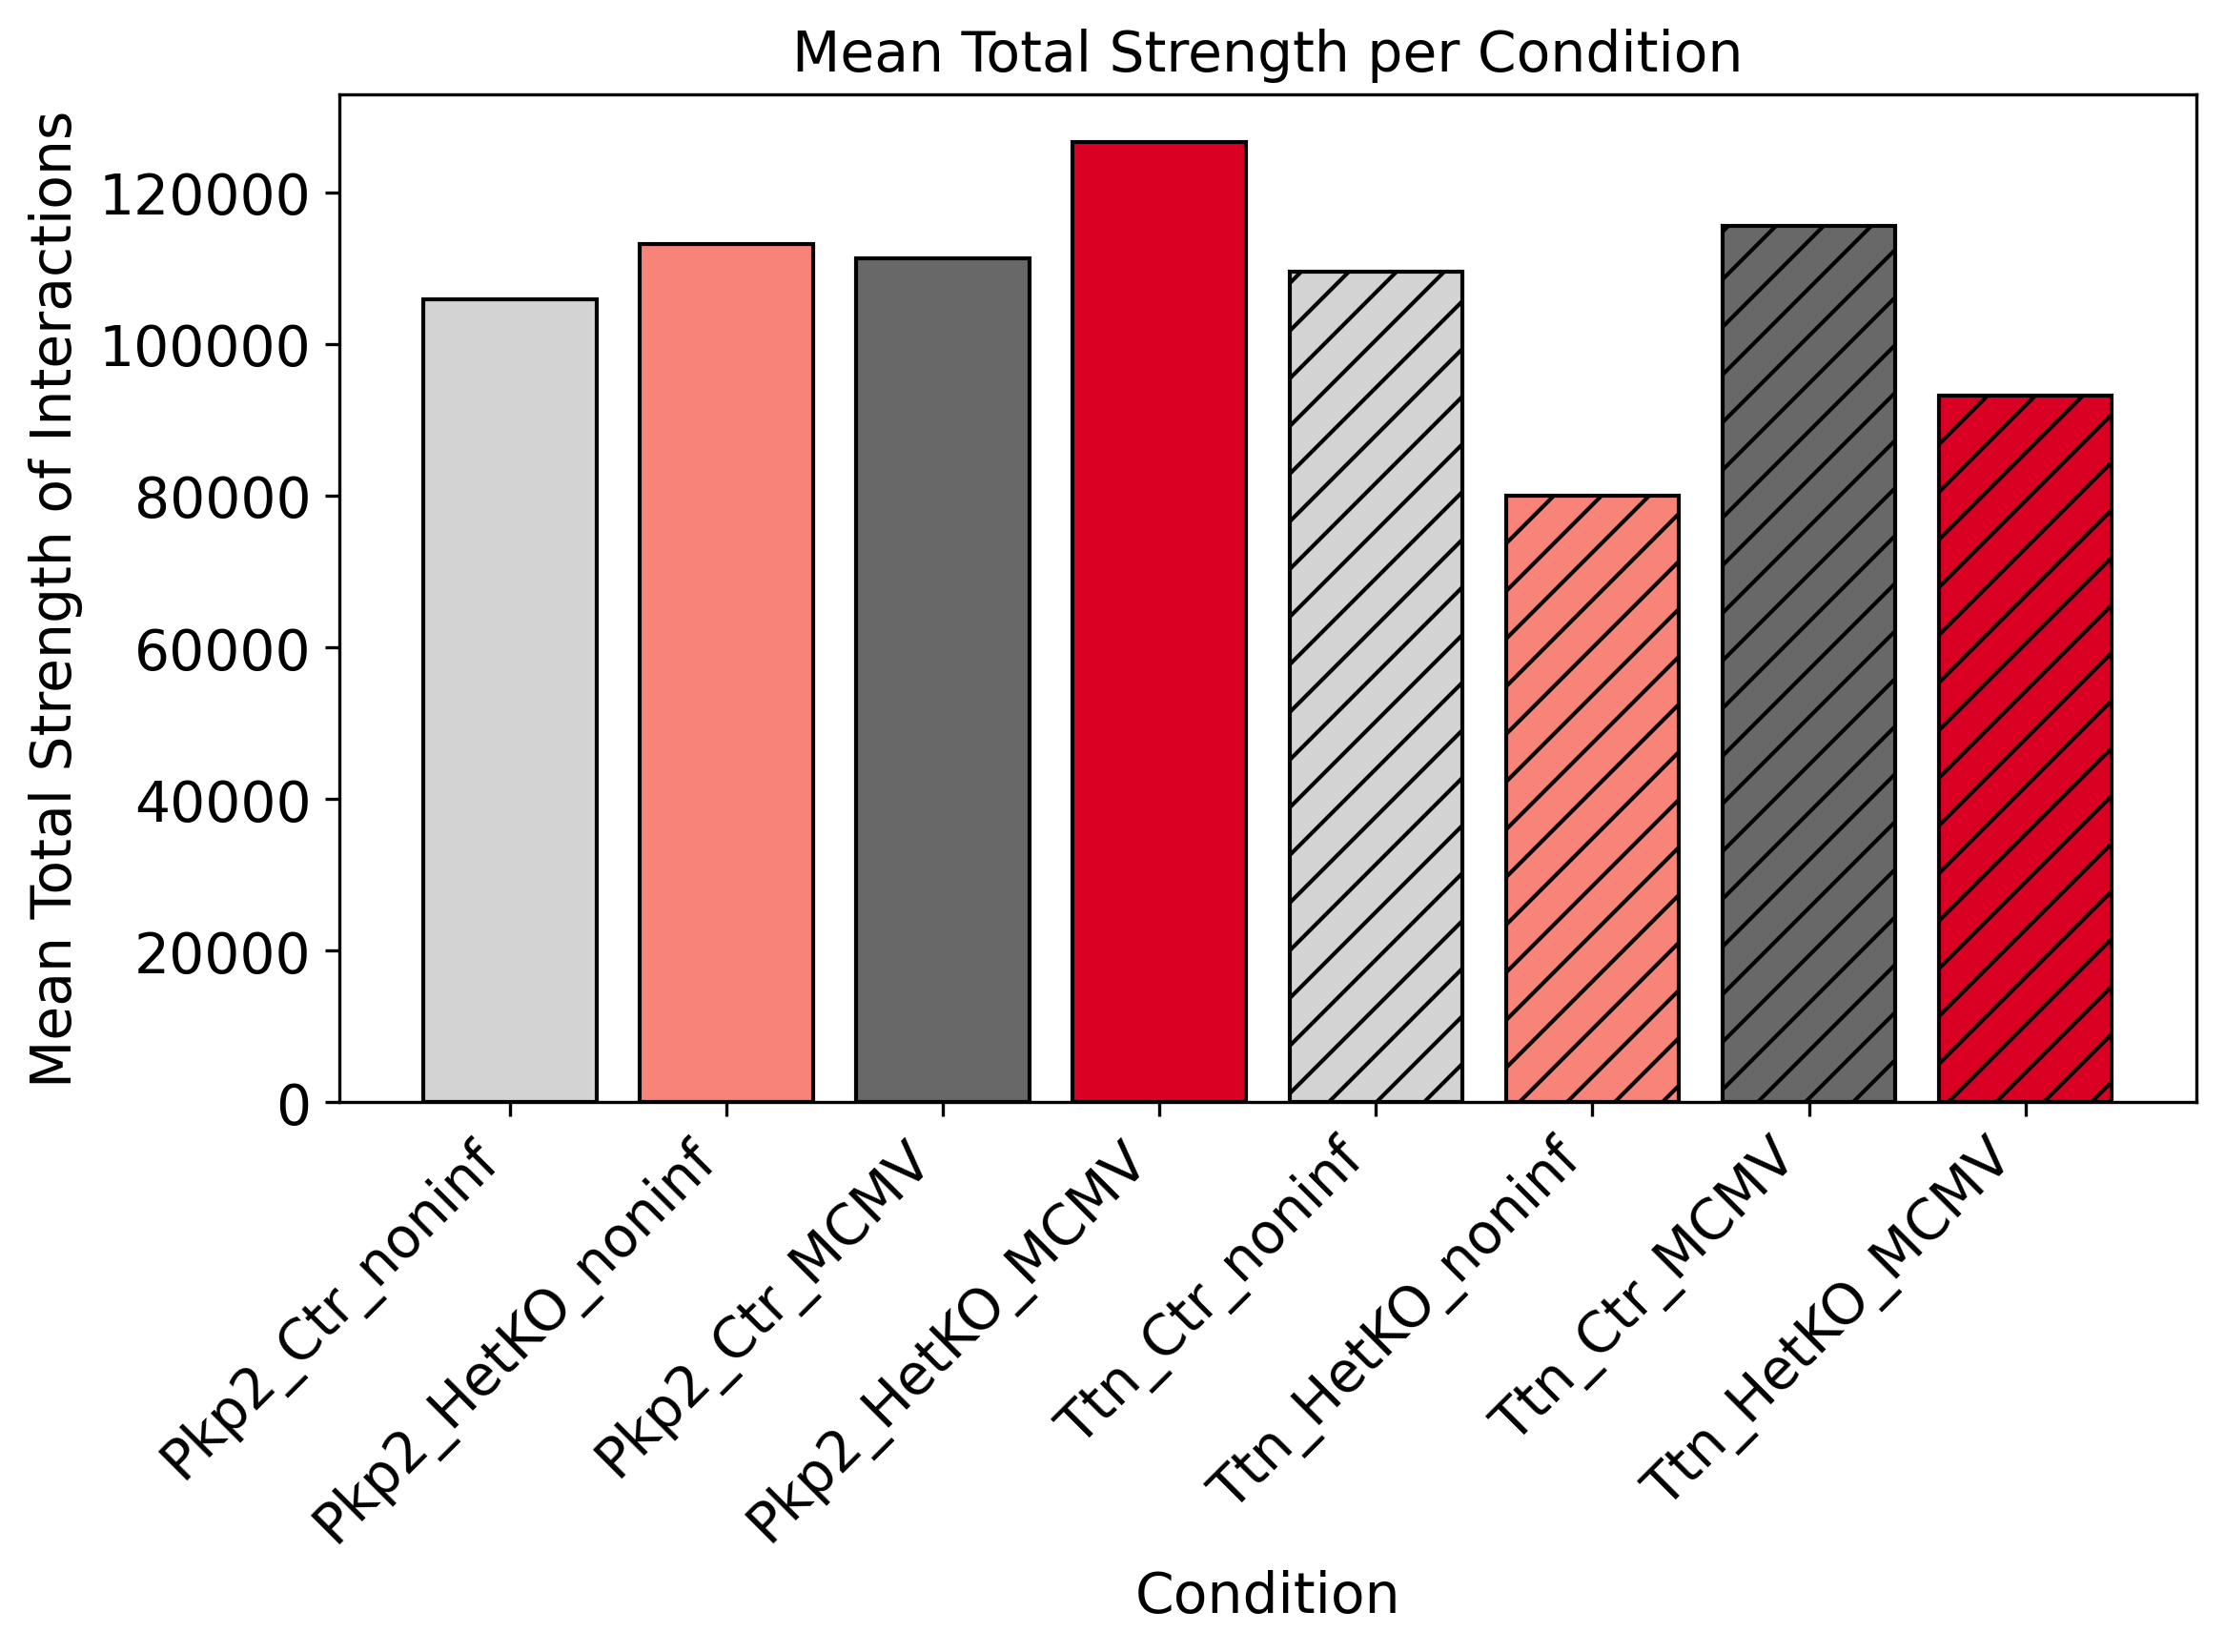 Mean Total Strength per Condition
Mean Total Strength of Interactions
120000
100000
80000
60000
40000
20000
0
Pkp2_Ctr_noninf
Pkp2_HetKO_noninf
Pkp2_Ctr_MCMV
Pkp2_HetKO_MCMV
Ttn_Ctr_noninf
Ttn_HetKO_noninf
Ttn_Ctr_MCMV
Ttn_HetKO_MCMV
Condition